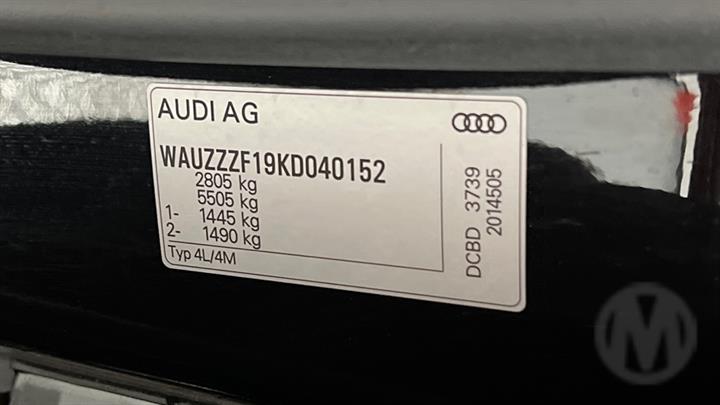 AUDI AG
WAUZZZF19KD040152
2805 kg
5505 kg
1- 1445 kg
2- 1490 kg
Typ 4L/4M
DCBD 3739
2014505
M